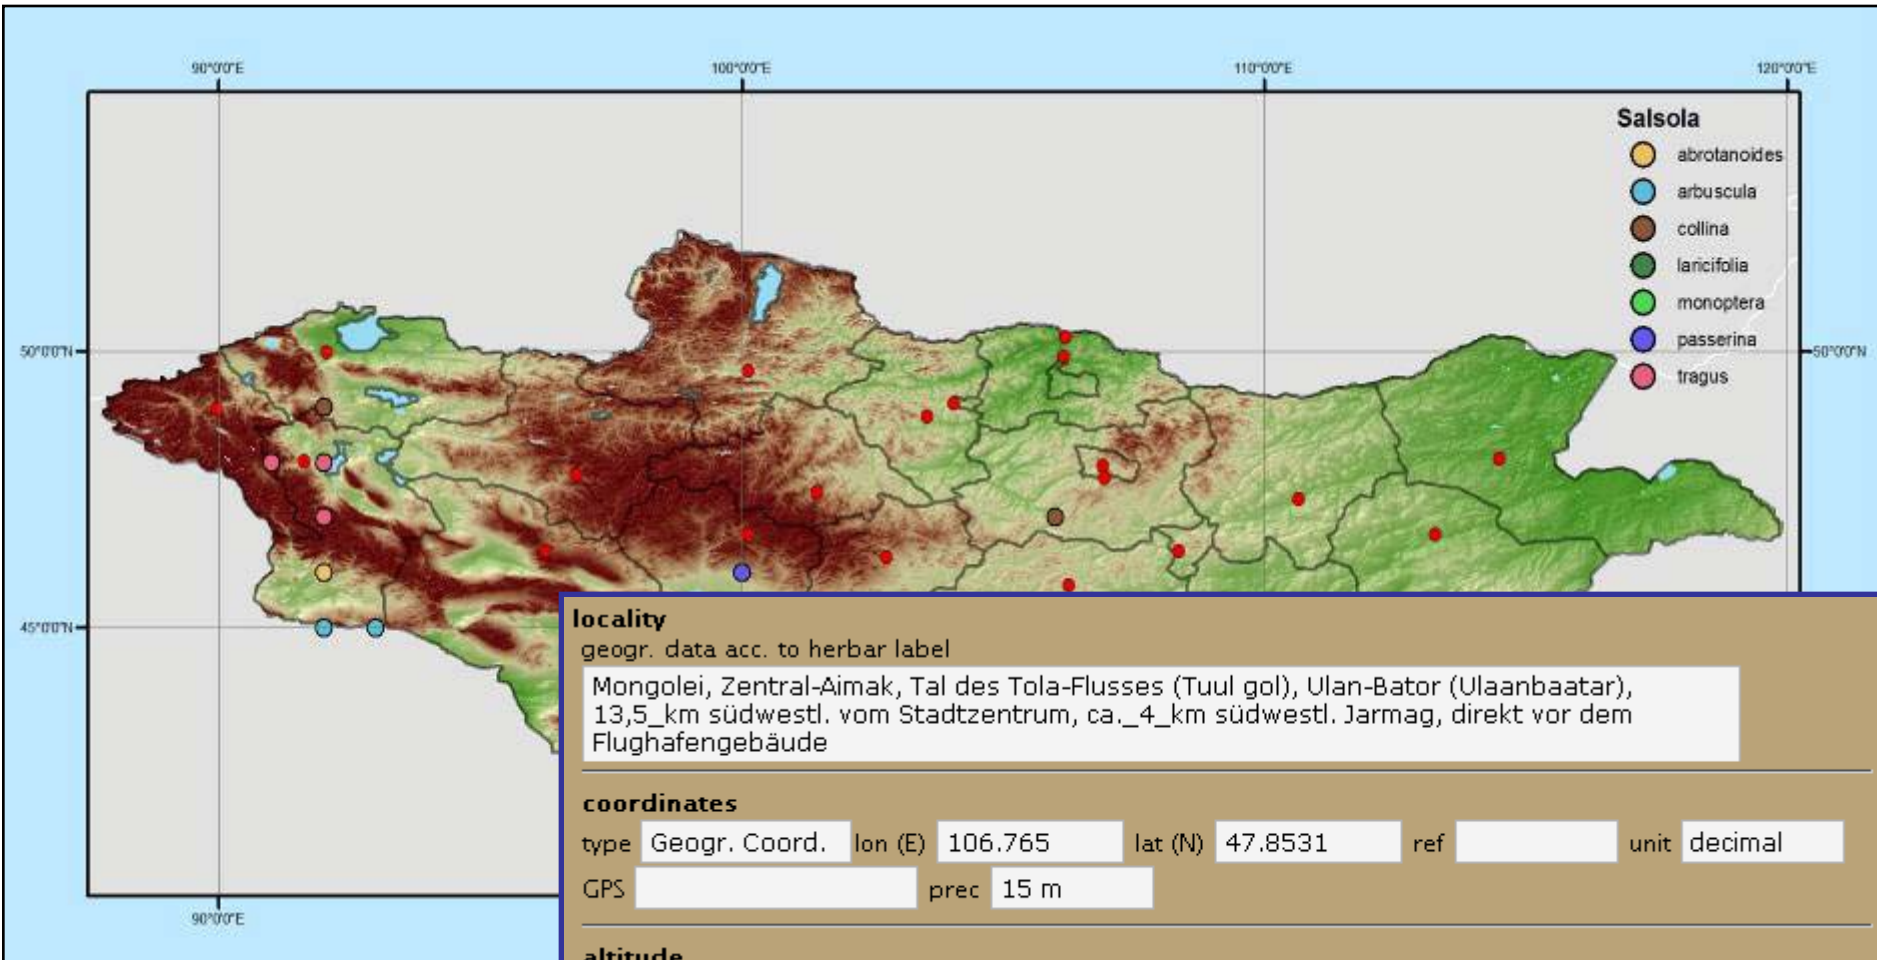 90°0'0"E 100°0'0"E 110°0'0"E 120°0'0"E
Salsola
abrotanoides
arbuscula
collina
laricifolia
monoptera
passerina
tragus
50°0'0"N 50°0'0"N
45°0'0"N
90°0'0"E
locality
geogr. data acc. to herbar label
Mongolei, Zentral-Aimak, Tal des Tola-Flusses (Tuul gol), Ulan-Bator (Ulaanbaatar),
13,5_km südwestl. vom Stadtzentrum, ca._4_km südwestl. Jarmag, direkt vor dem
Flughafengebäude
coordinates
type Geogr. Coord. lon (E) 106.765 lat (N) 47.8531 ref unit decimal
GPS prec 15 m
altitude